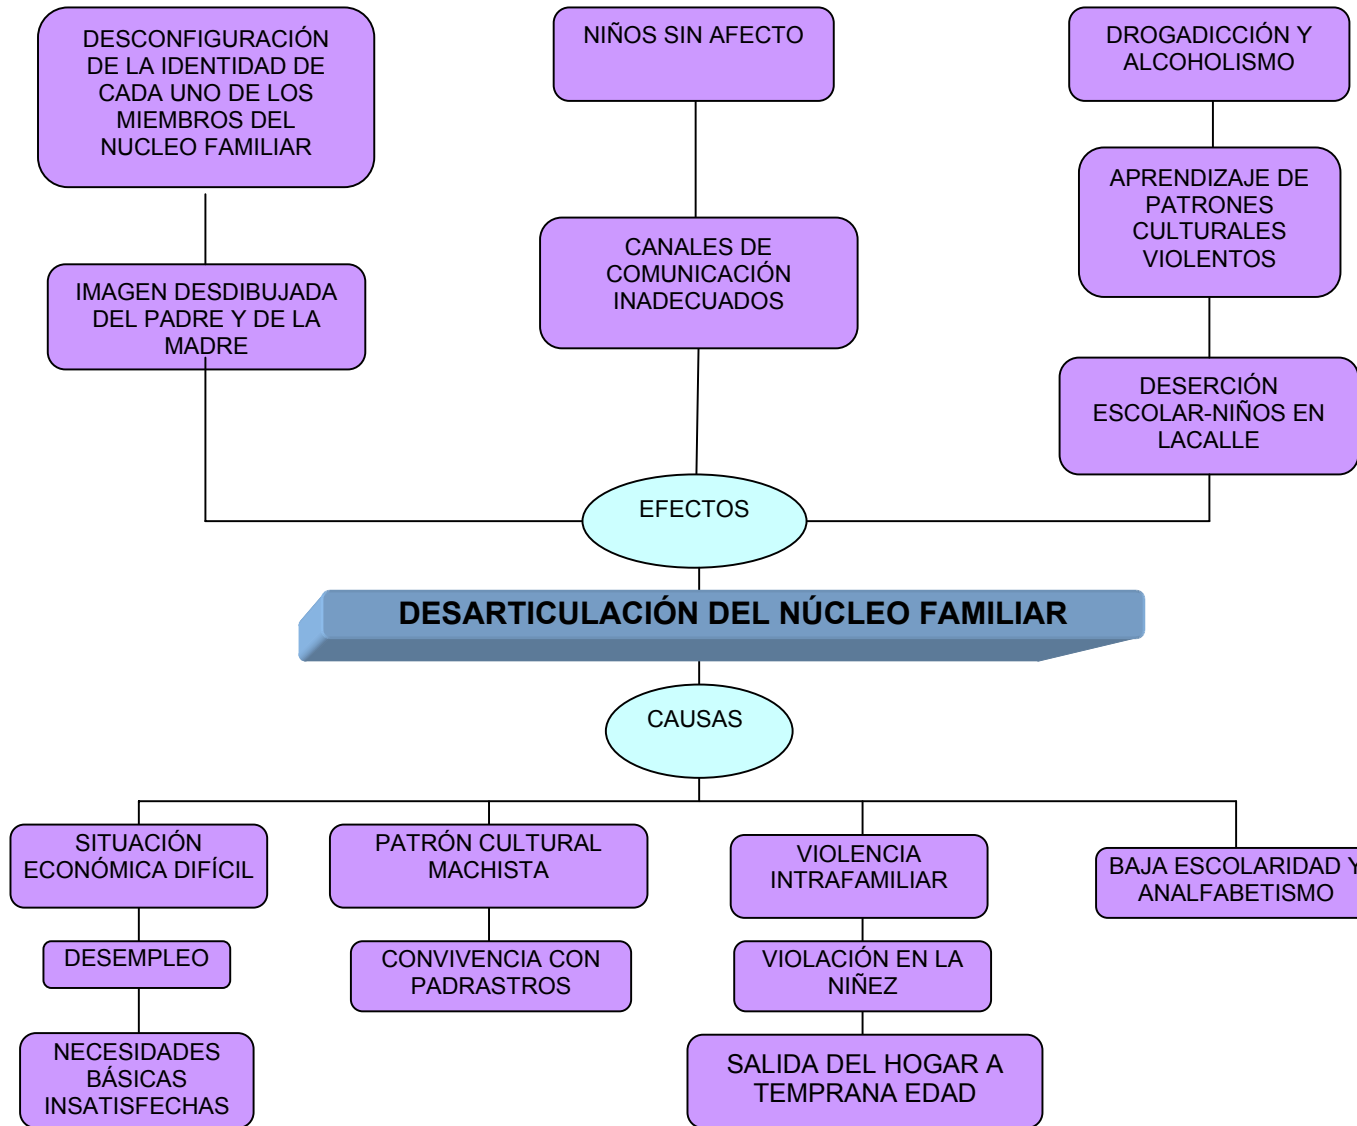 DESCONFIGURACIÓN
DE LA IDENTIDAD DE
CADA UNO DE LOS
MIEMBROS DEL
NUCLEO FAMILIAR
NIÑOS SIN AFECTO
DROGADICCIÓN Y
ALCOHOLISMO
APRENDIZAJE DE
PATRONES
CULTURALES
VIOLENTOS
CANALES DE
COMUNICACIÓN
INADECUADOS
IMAGEN DESDIBUJADA
DEL PADRE Y DE LA
MADRE
DESERCIÓN
ESCOLAR-NIÑOS EN
LACALLE
EFECTOS
DESARTICULACIÓN DEL NÚCLEO FAMILIAR
CAUSAS
SITUACIÓN
ECONÓMICA DIFÍCIL
PATRÓN CULTURAL
MACHISTA
VIOLENCIA
INTRAFAMILIAR
BAJA ESCOLARIDAD Y
ANALFABETISMO
DESEMPLEO
CONVIVENCIA CON
PADRASTROS
VIOLACIÓN EN LA
NIÑEZ
NECESIDADES
BÁSICAS
INSATISFECHAS
SALIDA DEL HOGAR A
TEMPRANA EDAD